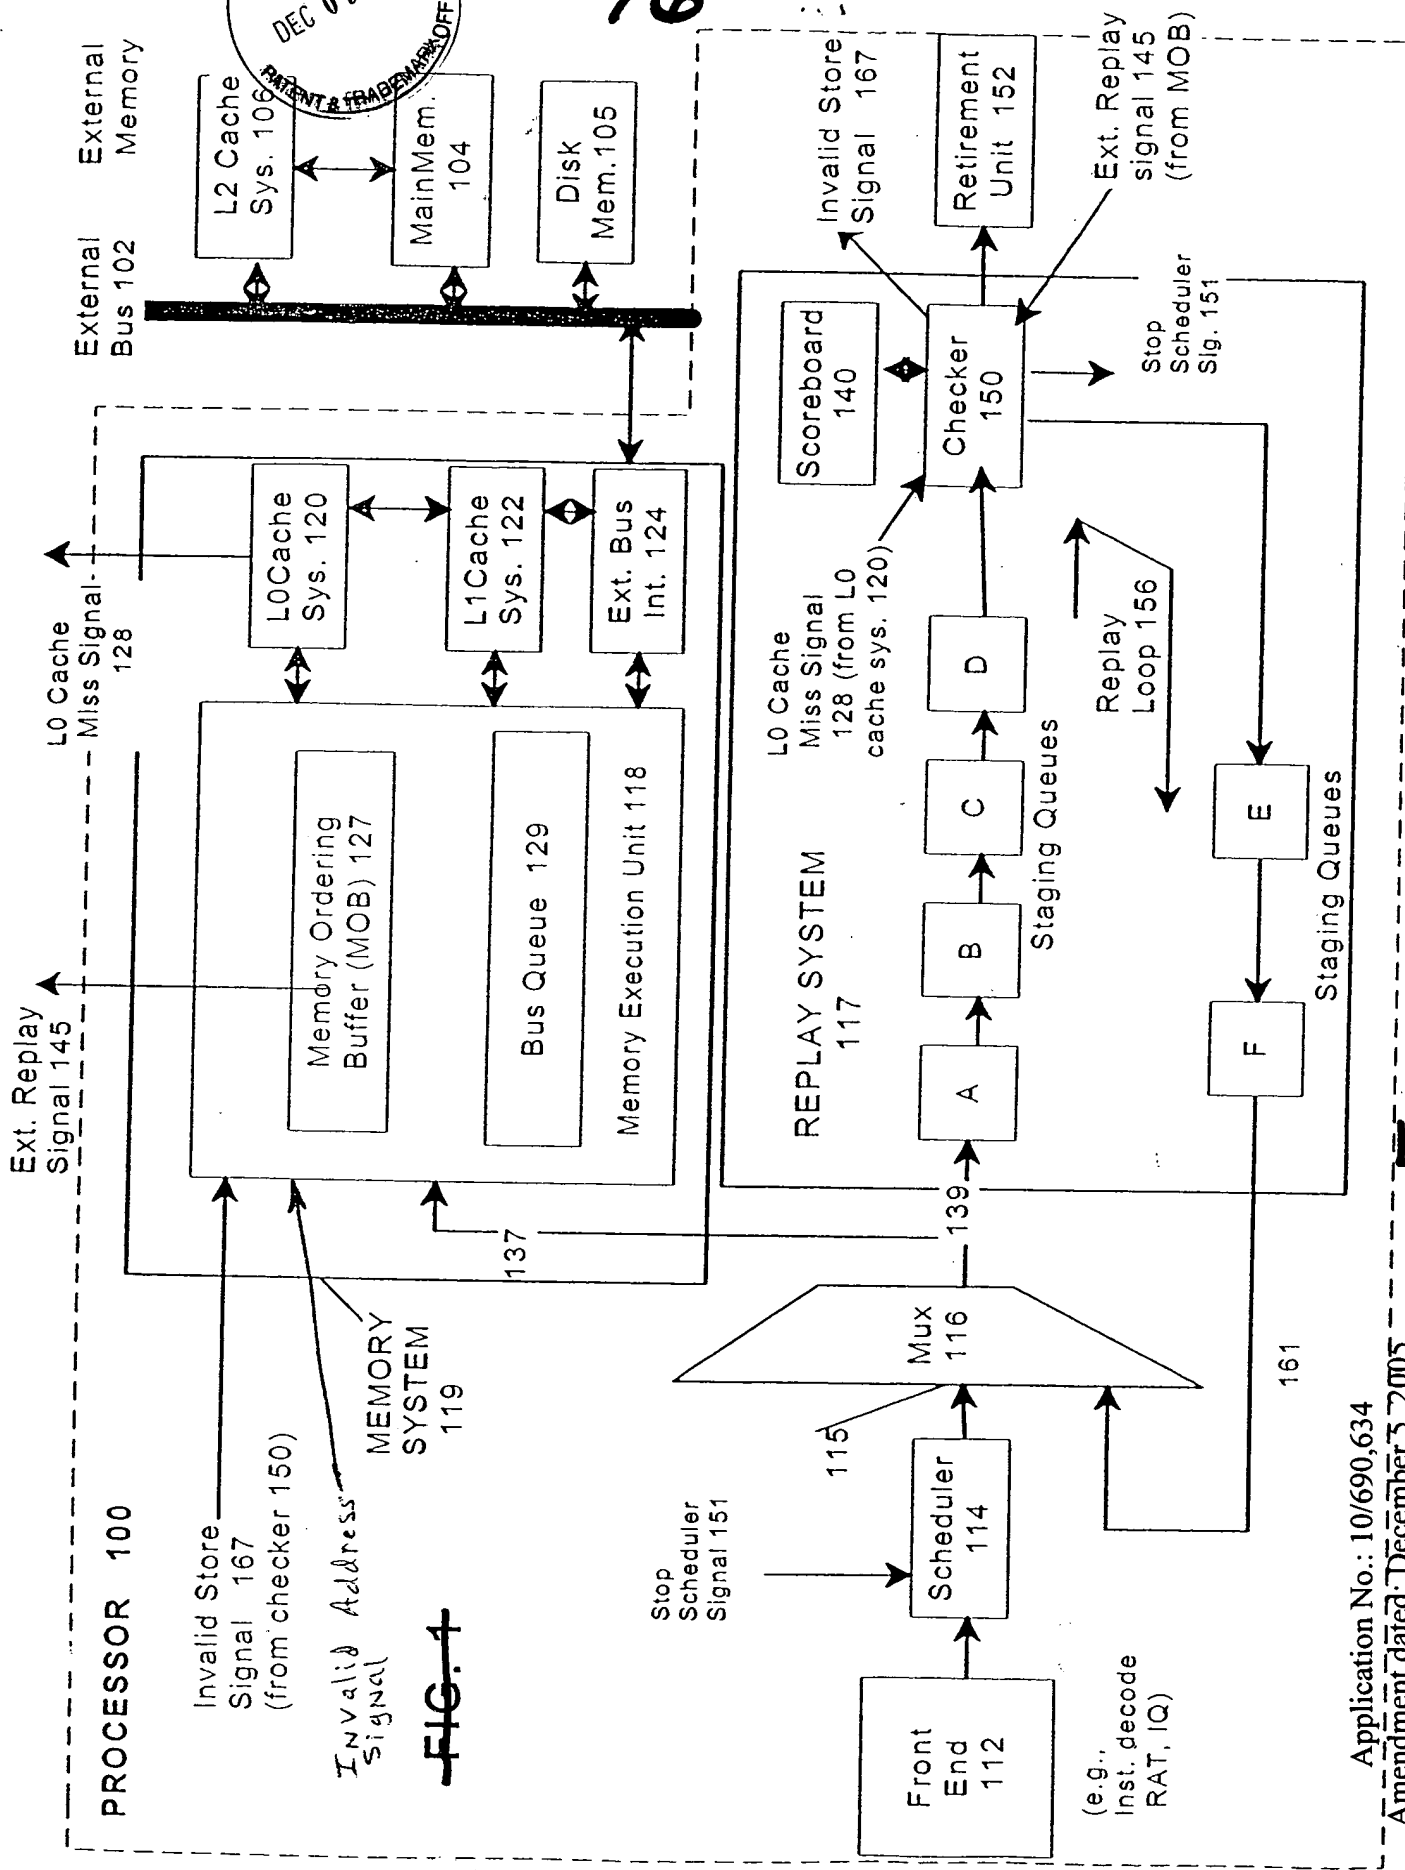 PROCESSOR 100
Ext. Replay
Signal 145
L0 Cache
Miss Signal
128
External
Bus 102
External
Memory
L2 Cache
Sys. 106
MainMem.
104
Disk
Mem.105
DEC 0
PATENT & TRADEMARK OFF
Invalid Store
Signal 167
(from checker 150)
Invalid Address
Signal
FIG. 1
MEMORY
SYSTEM
119
Memory Ordering
Buffer (MOB) 127
Bus Queue 129
Memory Execution Unit 118
L0Cache
Sys. 120
L1Cache
Sys. 122
Ext. Bus
Int. 124
137
139
Stop
Scheduler
Signal 151
Front
End
112
(e.g.,
Inst. decode
RAT, IQ)
Scheduler
114
115
Mux
116
161
REPLAY SYSTEM
117
A
B
C
D
Staging Queues
L0 Cache
Miss Signal
128 (from L0
cache sys. 120)
Scoreboard
140
Checker
150
Replay
Loop 156
E
F
Staging Queues
Stop
Scheduler
Sig. 151
Invalid Store
Signal 167
Retirement
Unit 152
Ext. Replay
signal 145
(from MOB)
Application No.: 10/690,634
Amendment dated: December 5, 2005